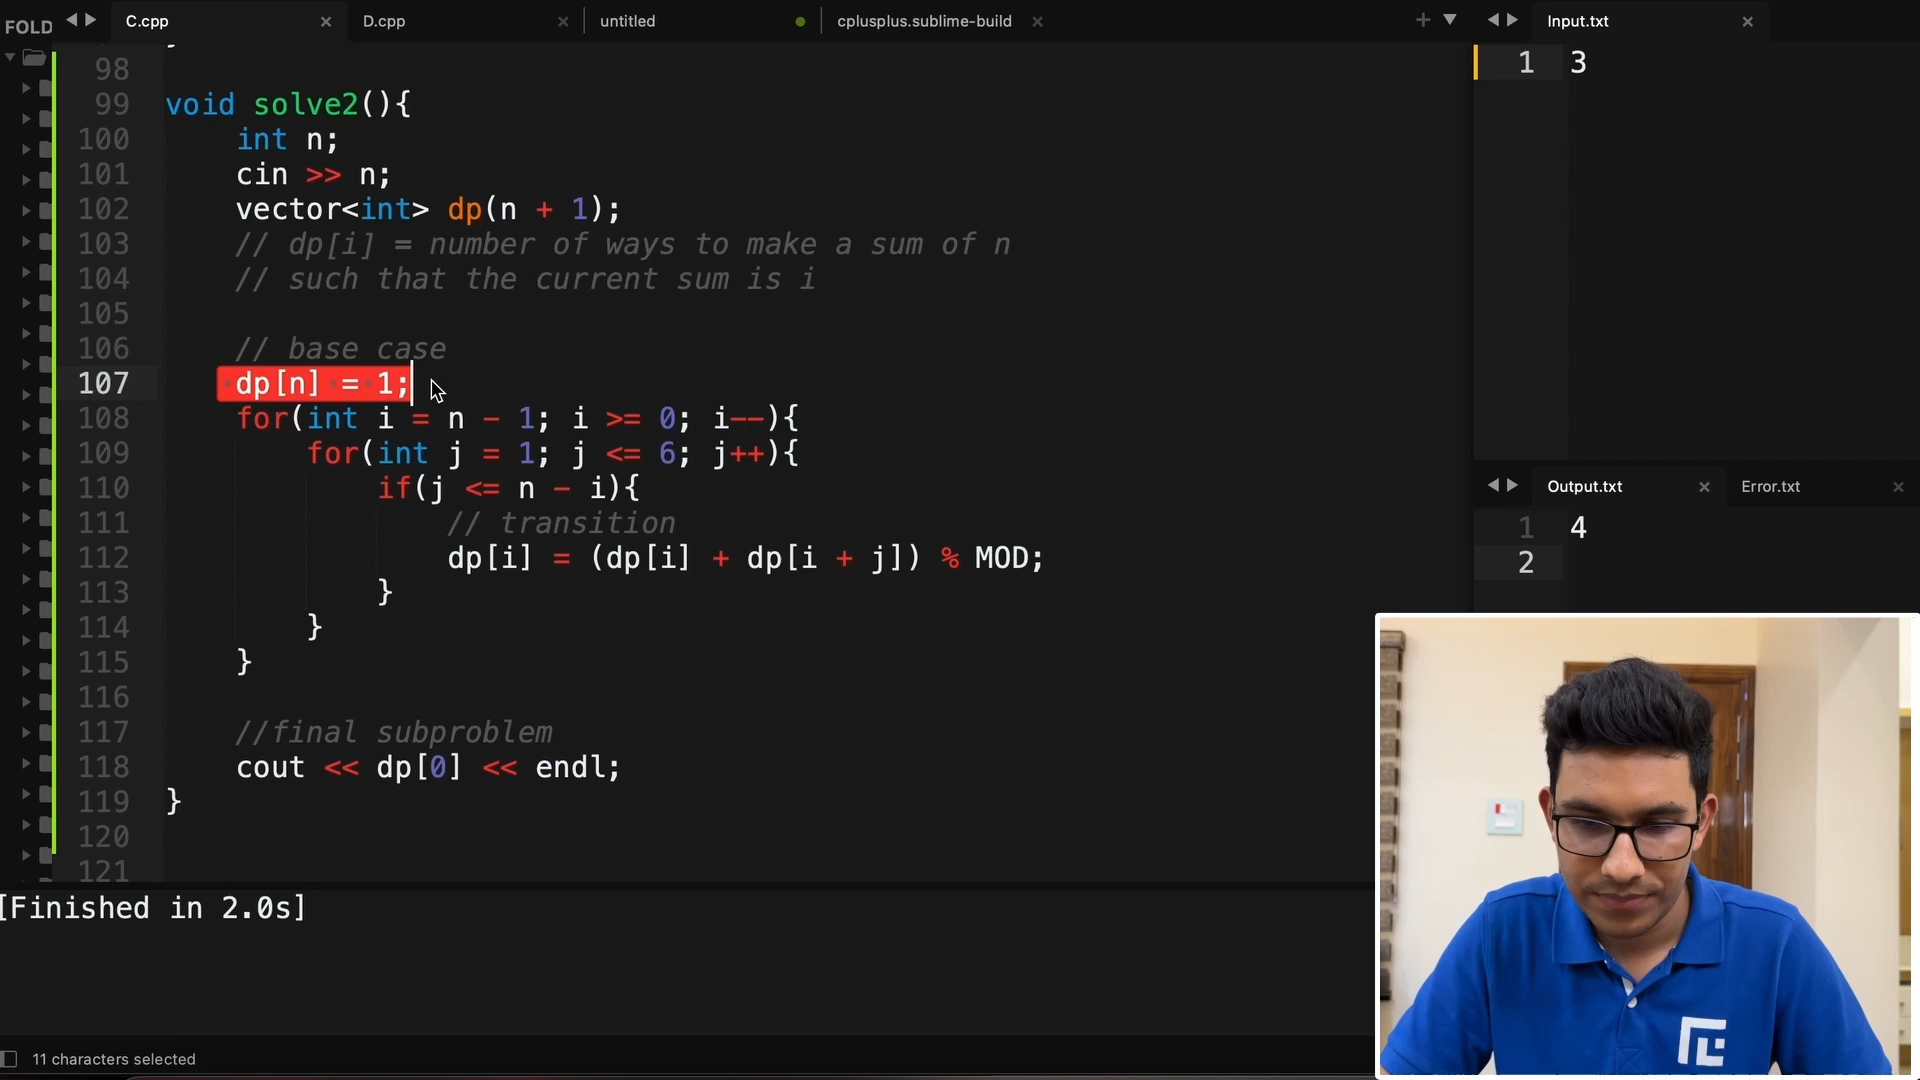 FOLD
C.cpp
D.cpp
untitled
cplusplus.sublime-build
98
99 void solve2(){
100 int n;
101 cin >> n;
102 vector<int> dp(n + 1);
103 // dp[i] = number of ways to make a sum of n
104 // such that the current sum is i
105
106 // base case
107 dp[n] = 1;
108 for(int i = n - 1; i >= 0; i--){
109 for(int j = 1; j <= 6; j++){
110 if(j <= n - i){
111 // transition
112 dp[i] = (dp[i] + dp[i + j]) % MOD;
113 }
114 }
115 }
116
117 //final subproblem
118 cout << dp[0] << endl;
119 }
120
121
[Finished in 2.0s]
11 characters selected
Input.txt
1 3
Output.txt
Error.txt
1 4
2